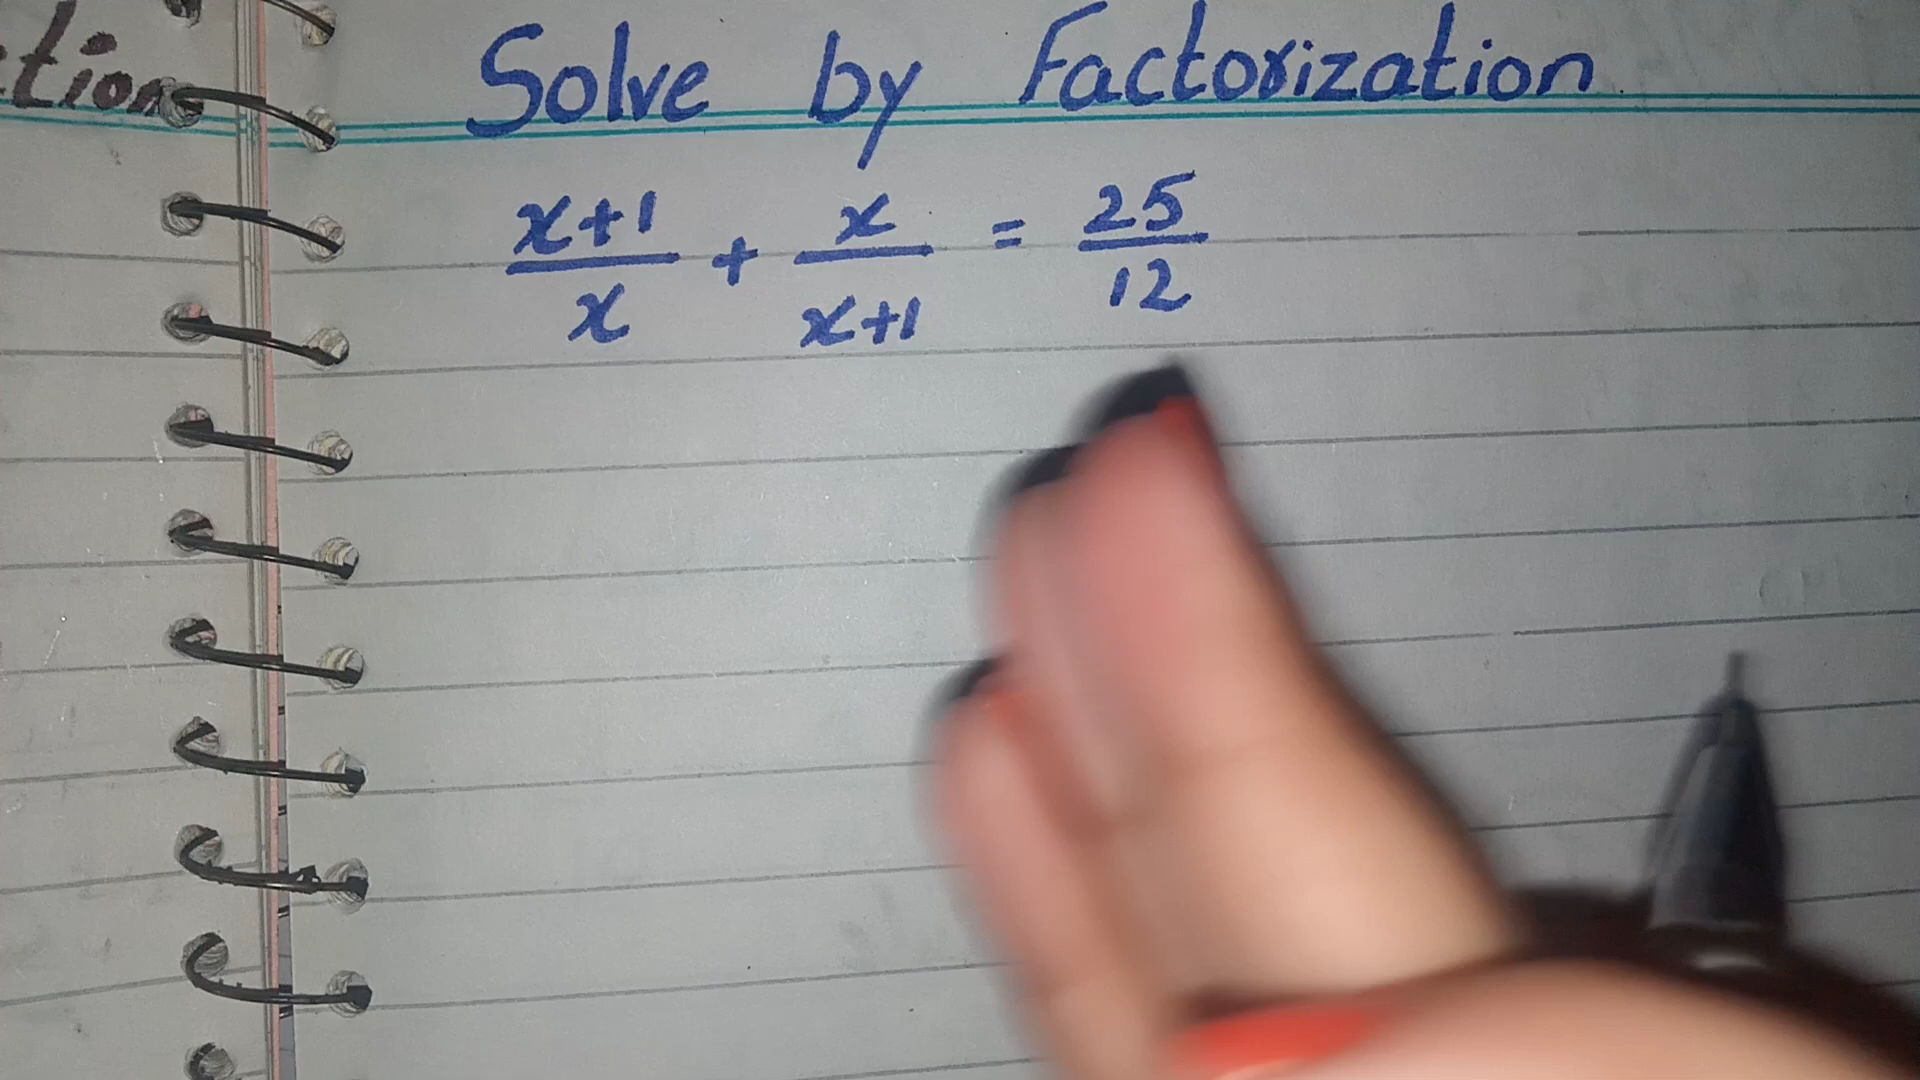 Solve by Factorization
x+1/x + x/x+1 = 25/12